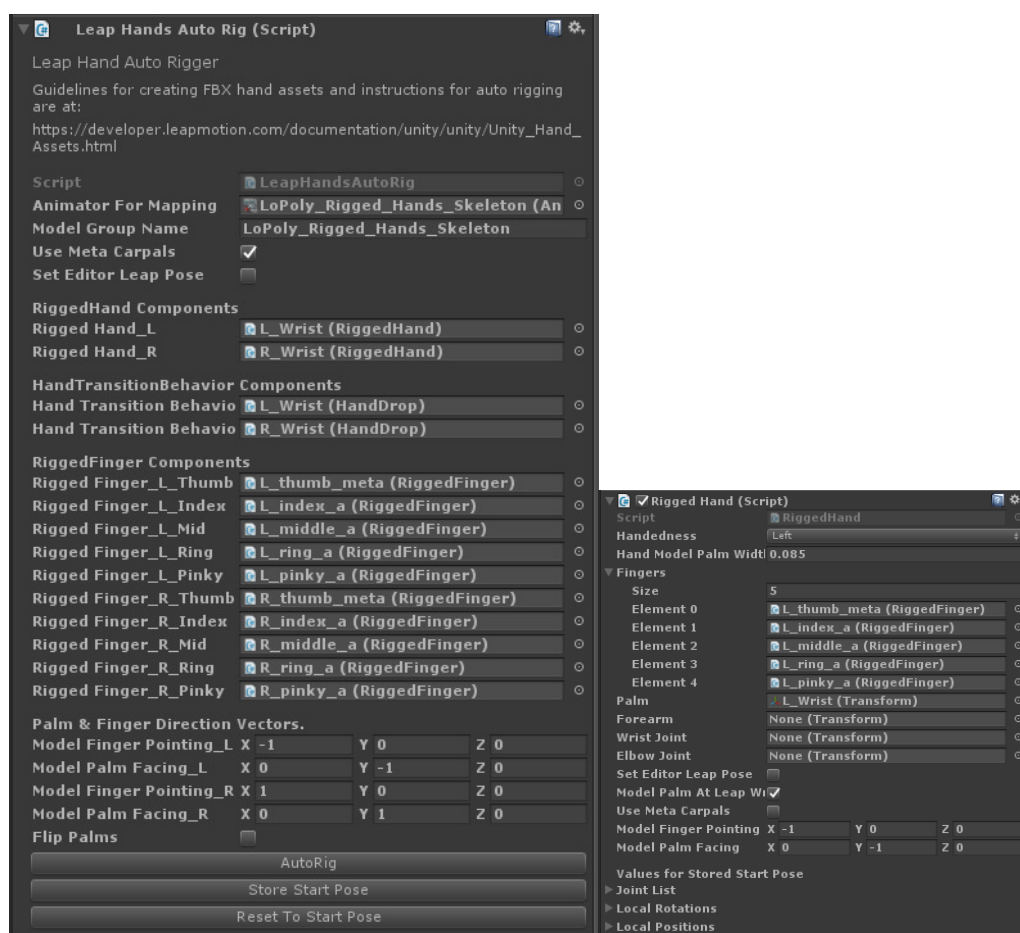 Leap Hands Auto Rig (Script)
Leap Hand Auto Rigger
Guidelines for creating FBX hand assets and instructions for auto rigging
are at:
https://developer.leapmotion.com/documentation/unity/unity/Unity_Hand_
Assets.html
Script LeapHandsAutoRig
Animator For Mapping LoPoly_Rigged_Hands_Skeleton (An
Model Group Name LoPoly_Rigged_Hands_Skeleton
Use Meta Carpals
Set Editor Leap Pose
RiggedHand Components
Rigged Hand_L L_Wrist (RiggedHand)
Rigged Hand_R R_Wrist (RiggedHand)
HandTransitionBehavior Components
Hand Transition Behavio L_Wrist (HandDrop)
Hand Transition Behavio R_Wrist (HandDrop)
RiggedFinger Components
Rigged Finger_L_Thumb L_thumb_meta (RiggedFinger)
Rigged Finger_L_Index L_index_a (RiggedFinger)
Rigged Finger_L_Mid L_middle_a (RiggedFinger)
Rigged Finger_L_Ring L_ring_a (RiggedFinger)
Rigged Finger_L_Pinky L_pinky_a (RiggedFinger)
Rigged Finger_R_Thumb R_thumb_meta (RiggedFinger)
Rigged Finger_R_Index R_index_a (RiggedFinger)
Rigged Finger_R_Mid R_middle_a (RiggedFinger)
Rigged Finger_R_Ring R_ring_a (RiggedFinger)
Rigged Finger_R_Pinky R_pinky_a (RiggedFinger)
Palm & Finger Direction Vectors.
Model Finger Pointing_L X -1 Y 0 Z 0
Model Palm Facing_L X 0 Y -1 Z 0
Model Finger Pointing_R X 1 Y 0 Z 0
Model Palm Facing_R X 0 Y 1 Z 0
Flip Palms
AutoRig
Store Start Pose
Reset To Start Pose
Rigged Hand (Script)
Script RiggedHand
Handedness Left
Hand Model Palm Widt 0.085
Fingers
Size 5
Element 0 L_thumb_meta (RiggedFinger)
Element 1 L_index_a (RiggedFinger)
Element 2 L_middle_a (RiggedFinger)
Element 3 L_ring_a (RiggedFinger)
Element 4 L_pinky_a (RiggedFinger)
Palm L_Wrist (Transform)
Forearm None (Transform)
Wrist Joint None (Transform)
Elbow Joint None (Transform)
Set Editor Leap Pose
Model Palm At Leap Wr
Use Meta Carpals
Model Finger Pointing X -1 Y 0 Z 0
Model Palm Facing X 0 Y -1 Z 0
Values for Stored Start Pose
Joint List
Local Rotations
Local Positions